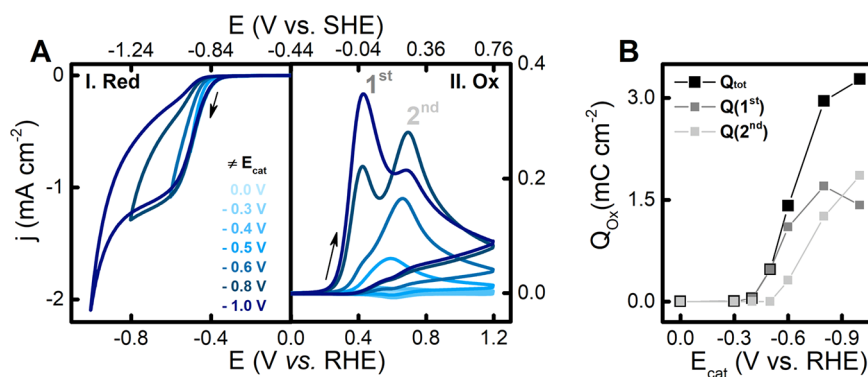 E (V vs. SHE)
-1.24 -0.84 -0.44 -0.04 0.36 0.76
A
I. Red
II. Ox
1st
2nd
0
-1
-2
j (mA cm-2)
≠ Ecat
0.0 V
- 0.3 V
- 0.4 V
- 0.5 V
- 0.6 V
- 0.8 V
- 1.0 V
0.4
0.2
0.0
-0.8 -0.4 0.0 0.4 0.8 1.2
E (V vs. RHE)
B
Qtot
Q(1st)
Q(2nd)
3.0
1.5
0.0
QOx(mC cm-2)
0.0 -0.3 -0.6 -0.9
Ecat (V vs. RHE)